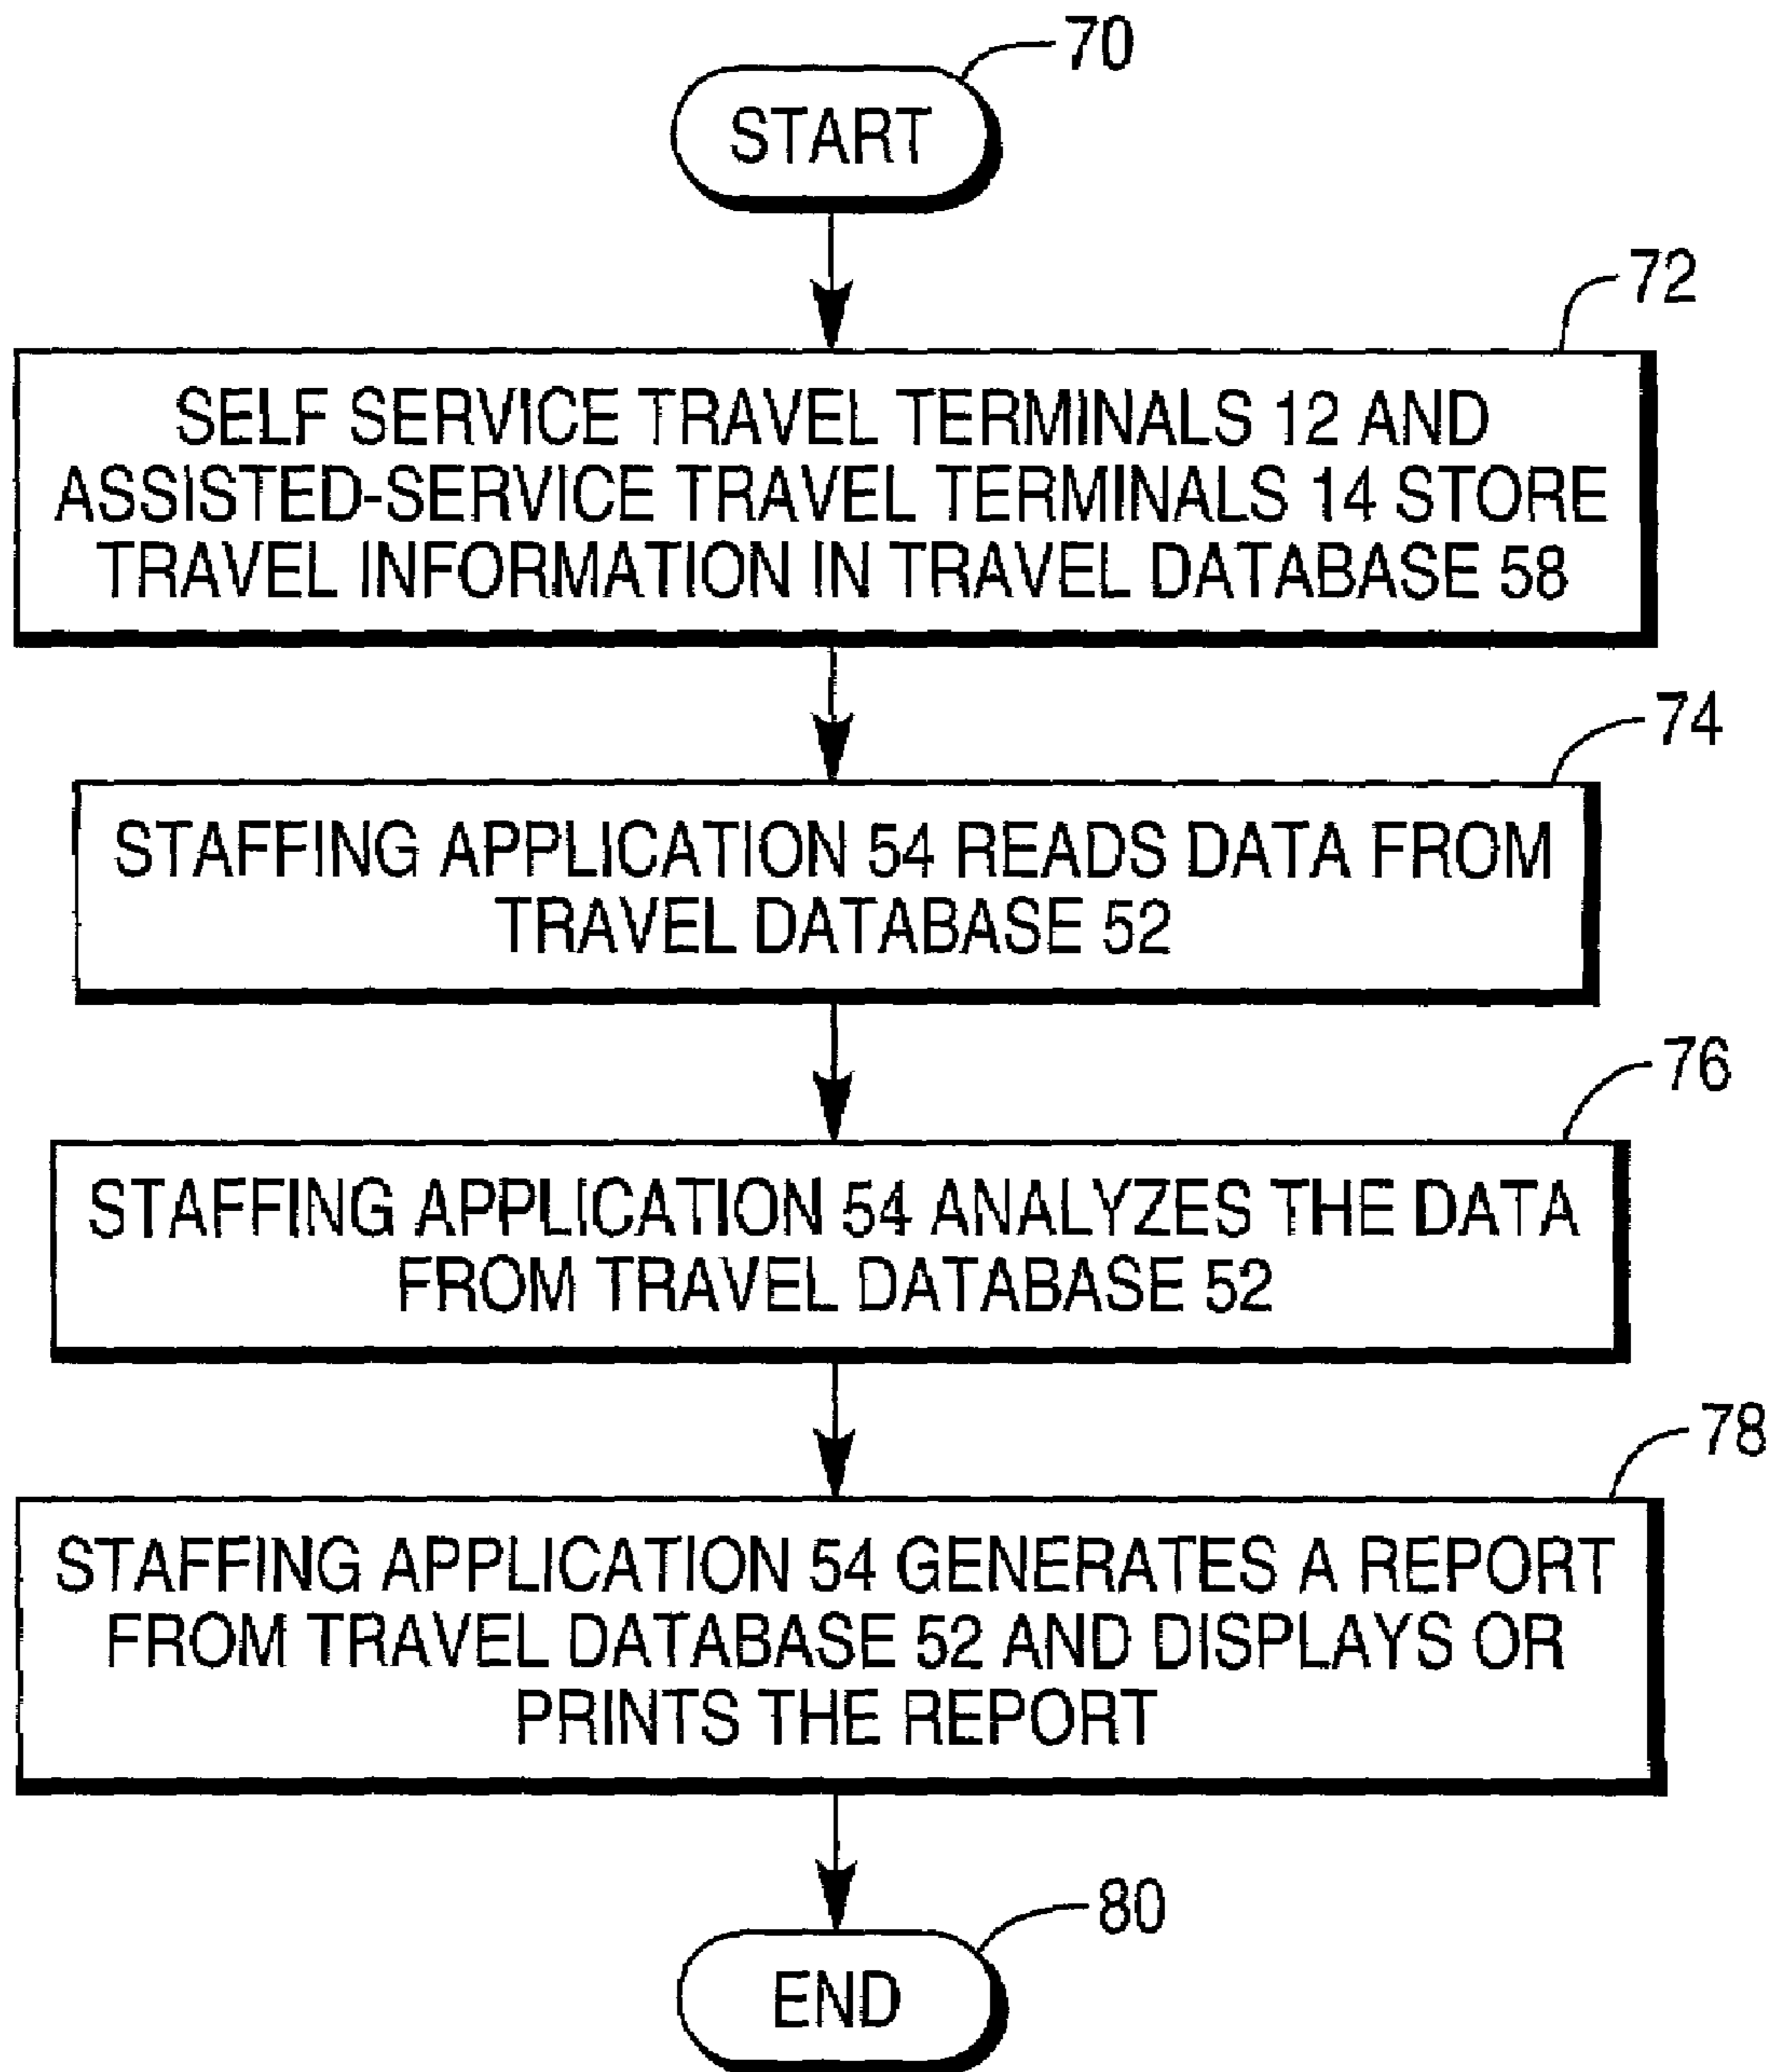 70
START
72
SELF SERVICE TRAVEL TERMINALS 12 AND
ASSISTED-SERVICE TRAVEL TERMINALS 14 STORE
TRAVEL INFORMATION IN TRAVEL DATABASE 58
74
STAFFING APPLICATION 54 READS DATA FROM
TRAVEL DATABASE 52
76
STAFFING APPLICATION 54 ANALYZES THE DATA
FROM TRAVEL DATABASE 52
78
STAFFING APPLICATION 54 GENERATES A REPORT
FROM TRAVEL DATABASE 52 AND DISPLAYS OR
PRINTS THE REPORT
80
END